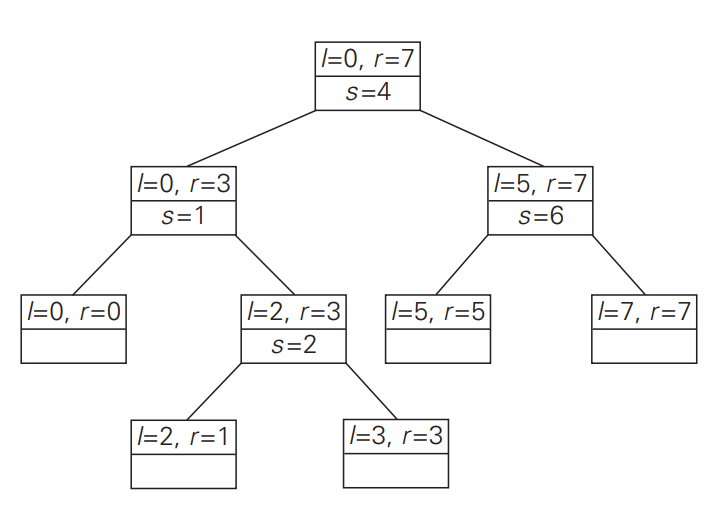 l=0, r=7
s=4
l=0, r=3
s=1
l=5, r=7
s=6
l=0, r=0
l=2, r=3
s=2
l=5, r=5
l=7, r=7
l=2, r=1
l=3, r=3